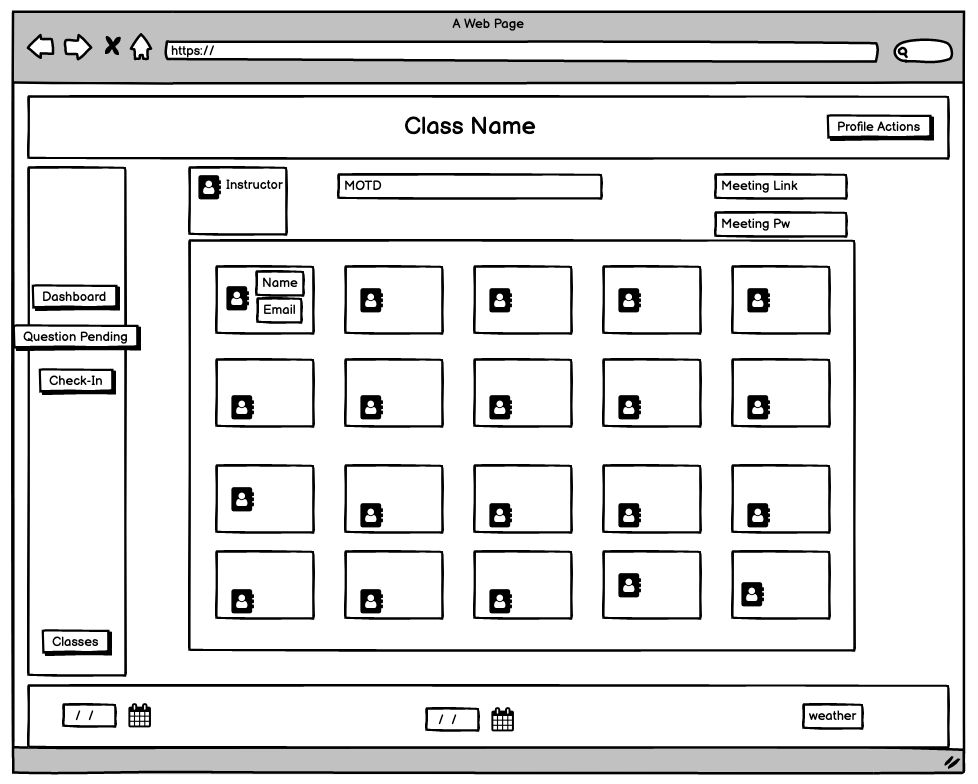 A Web Page
https://
Class Name
Profile Actions
Instructor
MOTD
Meeting Link
Meeting Pw
Name
Email
Dashboard
Question Pending
Check-In
Classes
/ /
/ /
weather